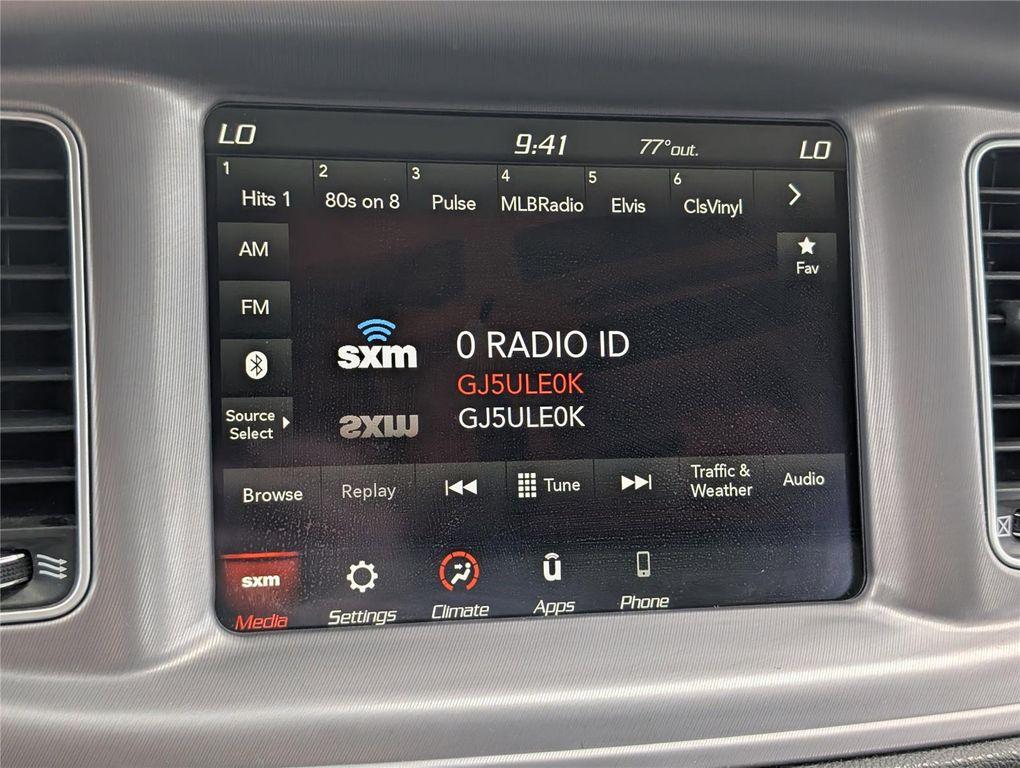 LO 9:41 77° out. LO
1 Hits 1 2 80s on 8 3 Pulse 4 MLBRadio 5 Elvis 6 ClsVinyl
AM
Fav
FM
sxm
0 RADIO ID
GJ5ULE0K
GJ5ULE0K
Source
Select
Browse Replay Tune Traffic & Weather Audio
sxm
Media Settings Climate Apps Phone